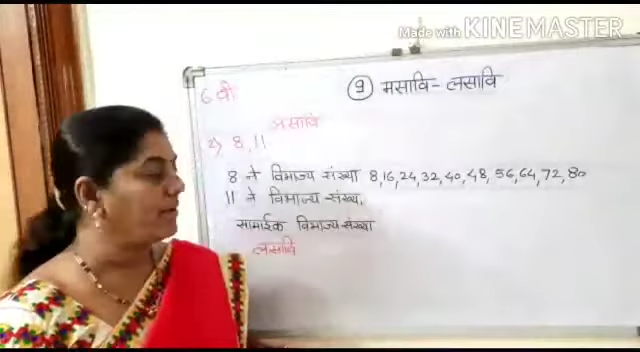 Made with KINEMASTER
6 वी
9 मसावि - लसावि
लसावि
2) 8, 11
8 ने विभाज्य संख्या 8, 16, 24, 32, 40, 48, 56, 64, 72, 80
11 ने विभाज्य संख्या,
सामाईक विभाज्य संख्या
लसावि